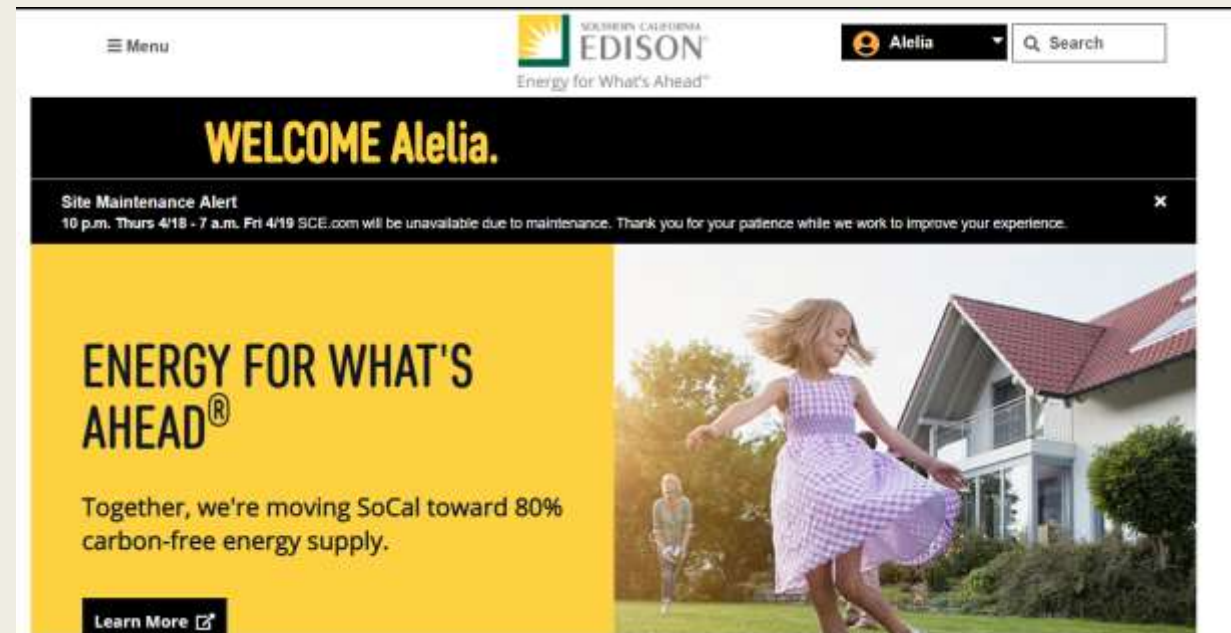 Menu
SOUTHERN CALIFORNIA
EDISON
Energy for What's Ahead℠
Alelia
Search
WELCOME Alelia.
Site Maintenance Alert
10 p.m. Thurs 4/18 - 7 a.m. Fri 4/19 SCE.com will be unavailable due to maintenance. Thank you for your patience while we work to improve your experience.
ENERGY FOR WHAT'S
AHEAD®
Together, we're moving SoCal toward 80%
carbon-free energy supply.
Learn More